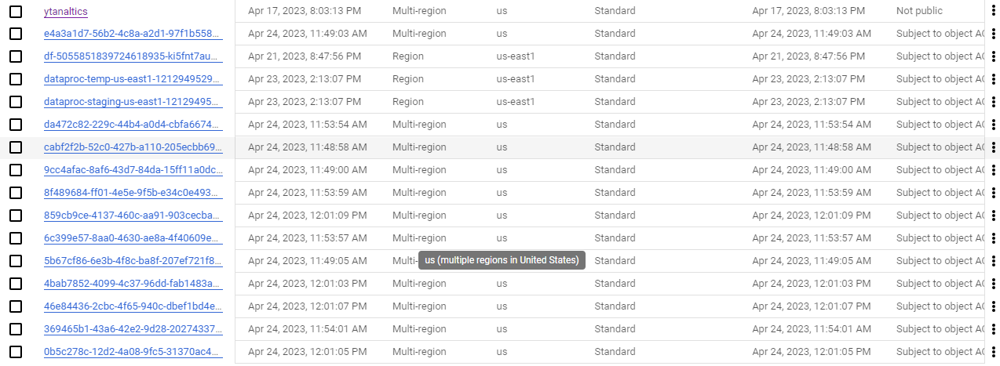 ytanaltics Apr 17, 2023, 8:03:13 PM Multi-region us Standard Apr 17, 2023, 8:03:13 PM Not public
e4a3a1d7-56b2-4c8a-a2d1-97f1b558... Apr 24, 2023, 11:49:03 AM Multi-region us Standard Apr 24, 2023, 11:49:03 AM Subject to object AC
df-5055851839724618935-ki5fnt7au... Apr 21, 2023, 8:47:56 PM Region us-east1 Standard Apr 21, 2023, 8:47:56 PM Subject to object AC
dataproc-temp-us-east1-1212949529... Apr 23, 2023, 2:13:07 PM Region us-east1 Standard Apr 23, 2023, 2:13:07 PM Subject to object AC
dataproc-staging-us-east1-12129495... Apr 23, 2023, 2:13:07 PM Region us-east1 Standard Apr 23, 2023, 2:13:07 PM Subject to object AC
da472c82-229c-44b4-a0d4-cbfa6674... Apr 24, 2023, 11:53:54 AM Multi-region us Standard Apr 24, 2023, 11:53:54 AM Subject to object AC
cabf2f2b-52c0-427b-a110-205ecbb69... Apr 24, 2023, 11:48:58 AM Multi-region us Standard Apr 24, 2023, 11:48:58 AM Subject to object AC
9cc4afac-8af6-43d7-84da-15ff11a0dc... Apr 24, 2023, 11:49:00 AM Multi-region us Standard Apr 24, 2023, 11:49:00 AM Subject to object AC
8f489684-ff01-4e5e-9f5b-e34c0e493... Apr 24, 2023, 11:53:59 AM Multi-region us Standard Apr 24, 2023, 11:53:59 AM Subject to object AC
859cb9ce-4137-460c-aa91-903cecba... Apr 24, 2023, 12:01:09 PM Multi-region us Standard Apr 24, 2023, 12:01:09 PM Subject to object AC
6c399e57-8aa0-4630-ae8a-4f40609e... Apr 24, 2023, 11:53:57 AM Multi-region us Standard Apr 24, 2023, 11:53:57 AM Subject to object AC
5b67cf86-6e3b-4f8c-ba8f-207ef721f8... Apr 24, 2023, 11:49:05 AM Multi- us (multiple regions in United States) Standard Apr 24, 2023, 11:49:05 AM Subject to object AC
4bab7852-4099-4c37-96dd-fab1483a... Apr 24, 2023, 12:01:03 PM Multi-region us Standard Apr 24, 2023, 12:01:03 PM Subject to object AC
46e84436-2cbc-4f65-940c-dbef1bd4e... Apr 24, 2023, 12:01:07 PM Multi-region us Standard Apr 24, 2023, 12:01:07 PM Subject to object AC
369465b1-43a6-42e2-9d28-20274337... Apr 24, 2023, 11:54:01 AM Multi-region us Standard Apr 24, 2023, 11:54:01 AM Subject to object AC
0b5c278c-12d2-4a08-9fc5-31370ac4... Apr 24, 2023, 12:01:05 PM Multi-region us Standard Apr 24, 2023, 12:01:05 PM Subject to object AC